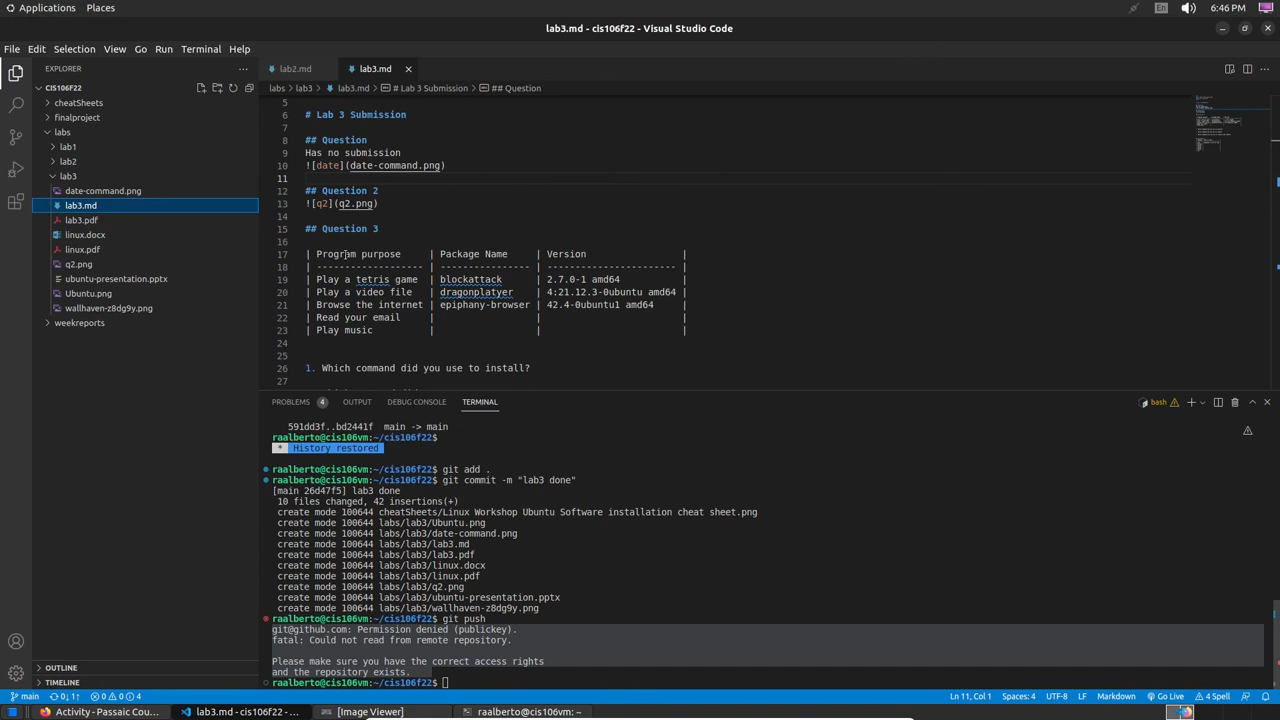 Applications Places En 6:46 PM
lab3.md - cis106f22 - Visual Studio Code
File Edit Selection View Go Run Terminal Help
EXPLORER
lab2.md lab3.md
labs > lab3 > lab3.md > # Lab 3 Submission > ## Question
CIS106F22
cheatSheets
finalproject
labs
lab1
lab2
lab3
date-command.png
lab3.md
lab3.pdf
linux.docx
linux.pdf
q2.png
ubuntu-presentation.pptx
Ubuntu.png
wallhaven-z8dg9y.png
weekreports
OUTLINE
TIMELINE
5
6 # Lab 3 Submission
7
8 ## Question
9 Has no submission
10 ![date](date-command.png)
11
12 ## Question 2
13 ![q2](q2.png)
14
15 ## Question 3
16
17 | Program purpose | Package Name | Version |
18 | ------------------- | ---------------- | ----------------------- |
19 | Play a tetris game | blockattack | 2.7.0-1 amd64 |
20 | Play a video file | dragonplatyer | 4:21.12.3-0ubuntu amd64 |
21 | Browse the internet | epiphany-browser | 42.4-0ubuntu1 amd64 |
22 | Read your email | | |
23 | Play music | | |
24
25
26 1. Which command did you use to install?
27
PROBLEMS 4 OUTPUT DEBUG CONSOLE TERMINAL bash
591dd3f..bd2441f main -> main
raalberto@cis106vm:~/cis106f22$
* History restored
raalberto@cis106vm:~/cis106f22$ git add .
raalberto@cis106vm:~/cis106f22$ git commit -m "lab3 done"
[main 26d47f5] lab3 done
10 files changed, 42 insertions(+)
create mode 100644 cheatSheets/Linux Workshop Ubuntu Software installation cheat sheet.png
create mode 100644 labs/lab3/Ubuntu.png
create mode 100644 labs/lab3/date-command.png
create mode 100644 labs/lab3/lab3.md
create mode 100644 labs/lab3/lab3.pdf
create mode 100644 labs/lab3/linux.docx
create mode 100644 labs/lab3/linux.pdf
create mode 100644 labs/lab3/q2.png
create mode 100644 labs/lab3/ubuntu-presentation.pptx
create mode 100644 labs/lab3/wallhaven-z8dg9y.png
raalberto@cis106vm:~/cis106f22$ git push
git@github.com: Permission denied (publickey).
fatal: Could not read from remote repository.
Please make sure you have the correct access rights
and the repository exists.
raalberto@cis106vm:~/cis106f22$
main 0↓ 1↑ 0 0 4 Ln 11, Col 1 Spaces: 4 UTF-8 LF Markdown Go Live 4 Spell
Activity - Passaic Cou... lab3.md - cis106f22 - ... [Image Viewer] raalberto@cis106vm: ~